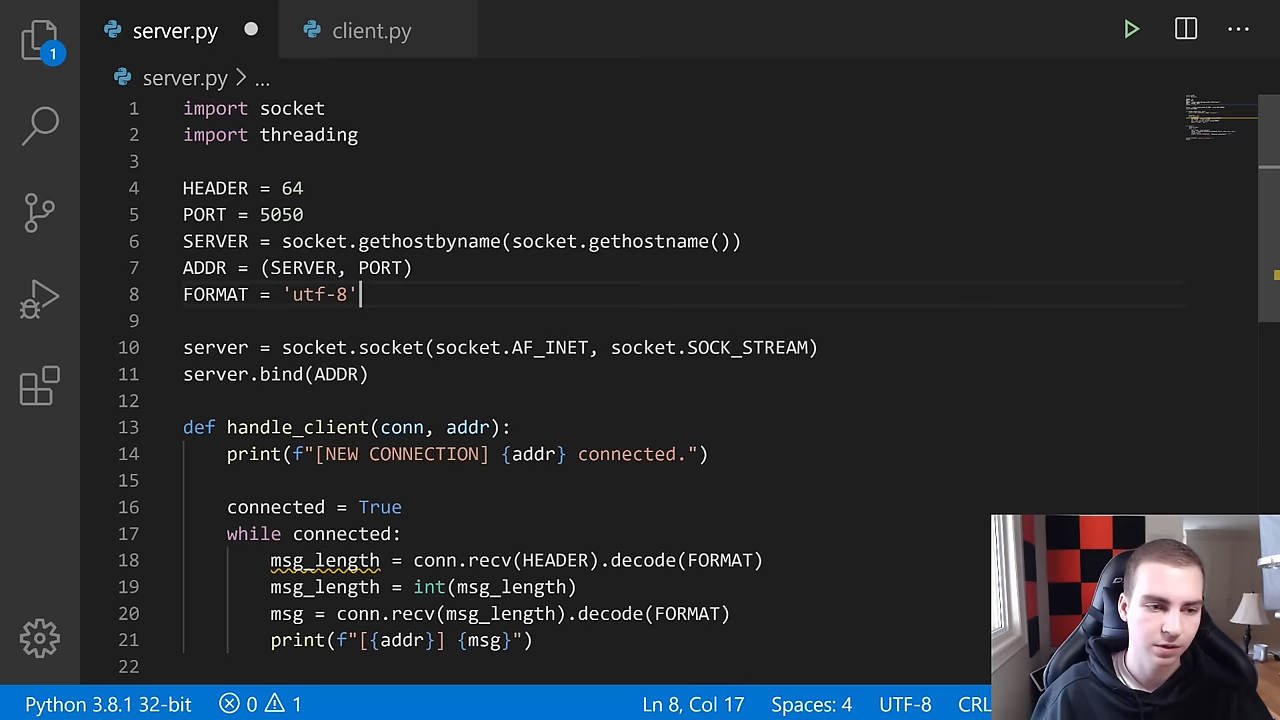 server.py
client.py
1
server.py > ...
1 import socket
2 import threading
3
4 HEADER = 64
5 PORT = 5050
6 SERVER = socket.gethostbyname(socket.gethostname())
7 ADDR = (SERVER, PORT)
8 FORMAT = 'utf-8'
9
10 server = socket.socket(socket.AF_INET, socket.SOCK_STREAM)
11 server.bind(ADDR)
12
13 def handle_client(conn, addr):
14     print(f"[NEW CONNECTION] {addr} connected.")
15
16     connected = True
17     while connected:
18         msg_length = conn.recv(HEADER).decode(FORMAT)
19         msg_length = int(msg_length)
20         msg = conn.recv(msg_length).decode(FORMAT)
21         print(f"[{addr}] {msg}")
22
Python 3.8.1 32-bit 0 1 Ln 8, Col 17 Spaces: 4 UTF-8 CRL